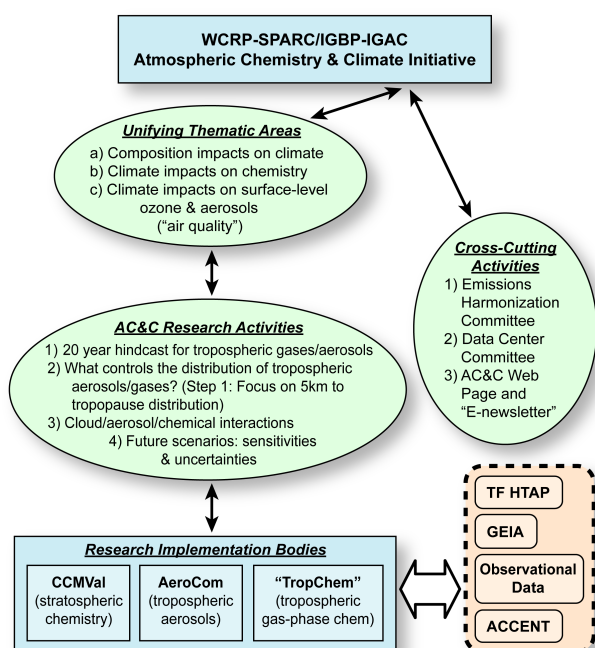 WCRP-SPARC/IGBP-IGAC
Atmospheric Chemistry & Climate Initiative
Unifying Thematic Areas
a) Composition impacts on climate
b) Climate impacts on chemistry
c) Climate impacts on surface-level
ozone & aerosols
(“air quality”)
Cross-Cutting
Activities
1) Emissions
Harmonization
Committee
2) Data Center
Committee
3) AC&C Web
Page and
“E-newsletter”
AC&C Research Activities
1) 20 year hindcast for tropospheric gases/aerosols
2) What controls the distribution of tropospheric
aerosols/gases? (Step 1: Focus on 5km to
tropopause distribution)
3) Cloud/aerosol/chemical interactions
4) Future scenarios: sensitivities
& uncertainties
Research Implementation Bodies
CCMVal
(stratospheric
chemistry)
AeroCom
(tropospheric
aerosols)
“TropChem”
(tropospheric
gas-phase chem)
TF HTAP
GEIA
Observational
Data
ACCENT